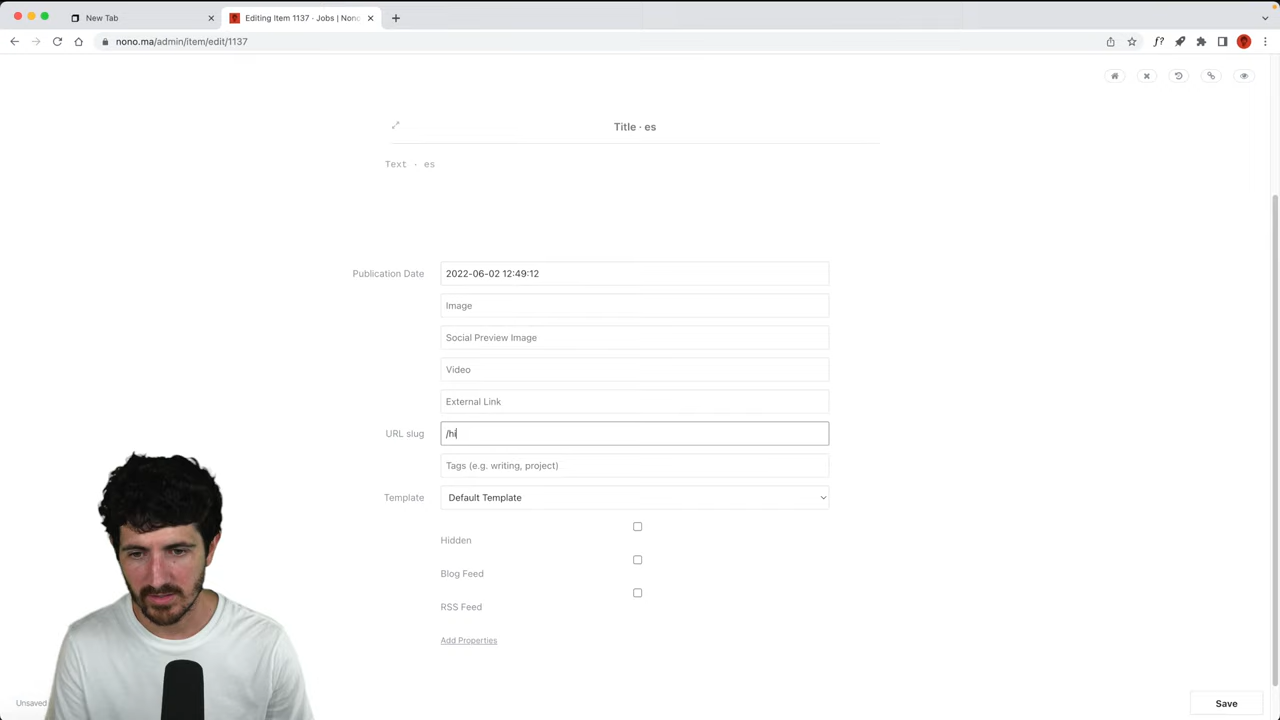 New Tab
Editing Item 1137 · Jobs | Nono
nono.ma/admin/item/edit/1137
f?
Title · es
Text · es
Publication Date
2022-06-02 12:49:12
Image
Social Preview Image
Video
External Link
URL slug
/hi
Tags (e.g. writing, project)
Template
Default Template
Hidden
Blog Feed
RSS Feed
Add Properties
Unsaved
Save